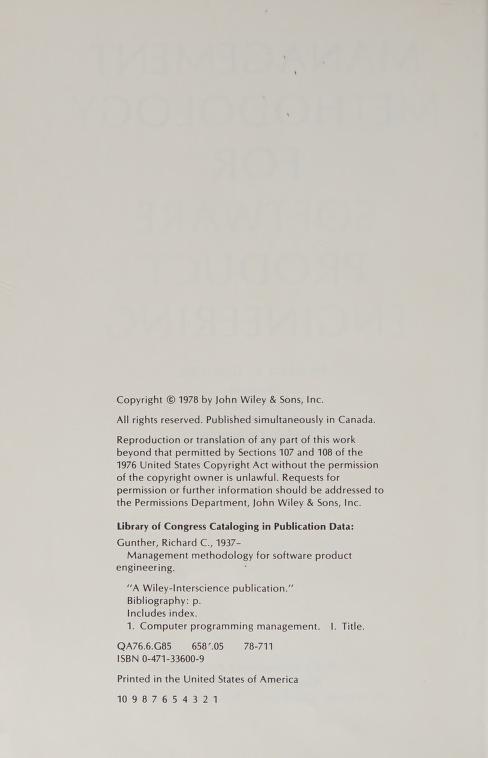 Copyright © 1978 by John Wiley & Sons, Inc.
All rights reserved. Published simultaneously in Canada.
Reproduction or translation of any part of this work
beyond that permitted by Sections 107 and 108 of the
1976 United States Copyright Act without the permission
of the copyright owner is unlawful. Requests for
permission or further information should be addressed to
the Permissions Department, John Wiley & Sons, Inc.
Library of Congress Cataloging in Publication Data:
Gunther, Richard C., 1937–
Management methodology for software product
engineering.
"A Wiley-Interscience publication."
Bibliography: p.
Includes index.
1. Computer programming management. I. Title.
QA76.6.G85 658'.05 78-711
ISBN 0-471-33600-9
Printed in the United States of America
10 9 8 7 6 5 4 3 2 1